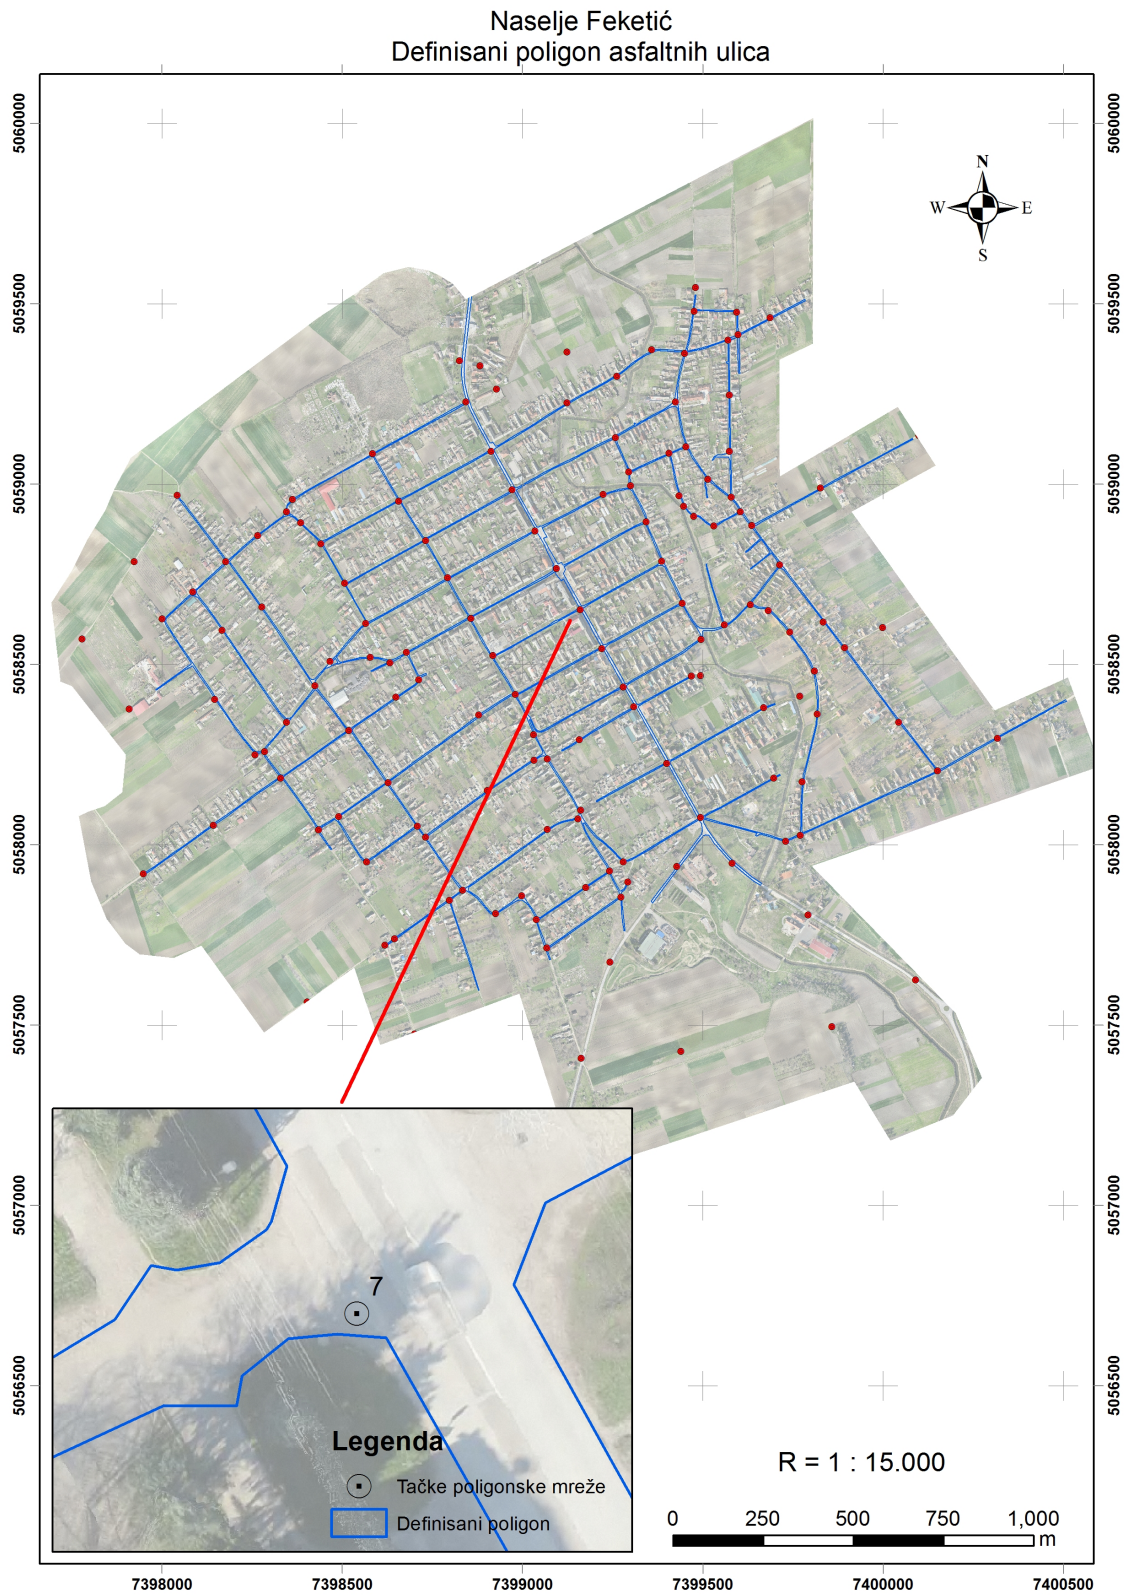 Naselje Feketić
Definisani poligon asfaltnih ulica
5060000
5060000
N
W
E
S
5059500
5059500
5059000
5059000
5058500
5058500
5058000
5058000
5057500
5057500
5057000
5057000
5056500
5056500
7
Legenda
Tačke poligonske mreže
Definisani poligon
R = 1 : 15.000
0 250 500 750 1,000
m
7398000 7398500 7399000 7399500 7400000 7400500